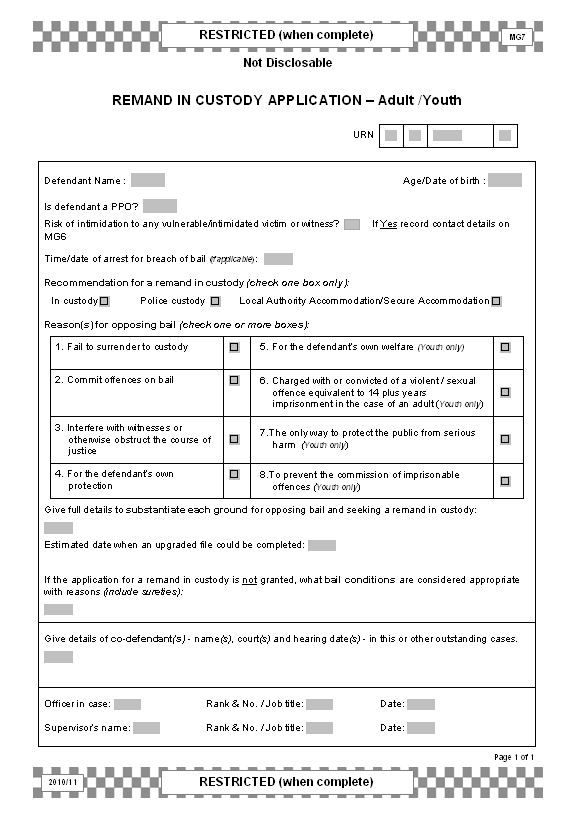 RESTRICTED (when complete)
MG7
Not Disclosable
REMAND IN CUSTODY APPLICATION – Adult /Youth
URN
Defendant Name : Age/Date of birth :
Is defendant a PPO?
Risk of intimidation to any vulnerable/intimidated victim or witness? If Yes record contact details on
MG6
Time/date of arrest for breach of bail (if applicable):
Recommendation for a remand in custody (check one box only):
In custody Police custody Local Authority Accommodation/Secure Accommodation
Reason(s) for opposing bail (check one or more boxes):
1. Fail to surrender to custody
5. For the defendant's own welfare (Youth only)
2. Commit offences on bail
6. Charged with or convicted of a violent / sexual
offence equivalent to 14 plus years
imprisonment in the case of an adult (Youth only)
3. Interfere with witnesses or
otherwise obstruct the course of
justice
7.The only way to protect the public from serious
harm (Youth only)
4. For the defendant's own
protection
8.To prevent the commission of imprisonable
offences (Youth only)
Give full details to substantiate each ground for opposing bail and seeking a remand in custody:
Estimated date when an upgraded file could be completed:
If the application for a remand in custody is not granted, what bail conditions are considered appropriate
with reasons (include sureties):
Give details of co-defendant(s) - name(s), court(s) and hearing date(s) - in this or other outstanding cases.
Officer in case: Rank & No. / Job title: Date:
Supervisor's name: Rank & No. / Job title: Date:
Page 1 of 1
2010/11
RESTRICTED (when complete)